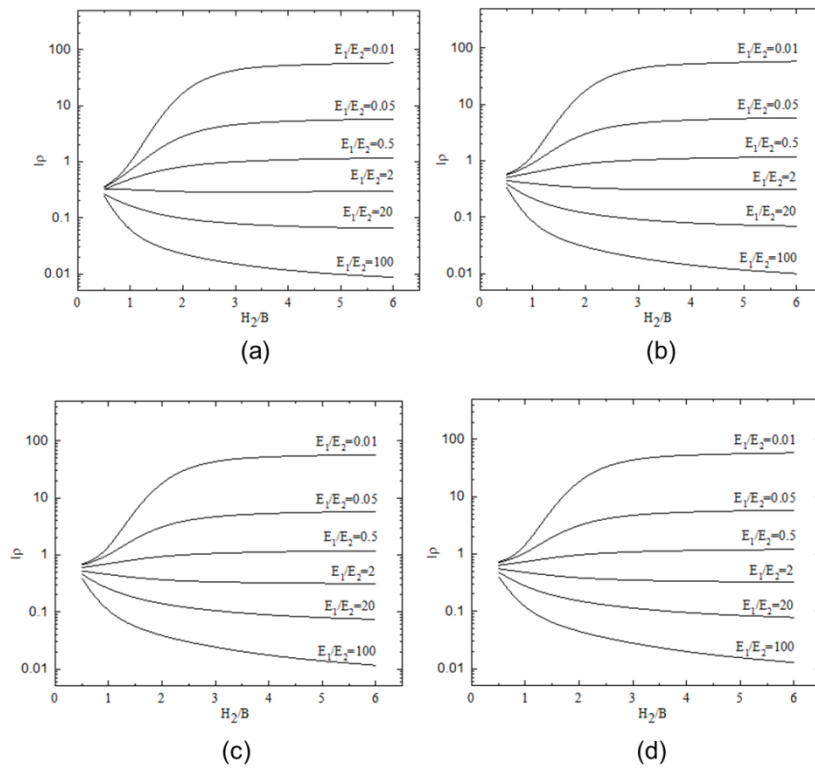 100
10
1
0.1
0.01
Iρ
E1/E2=0.01
E1/E2=0.05
E1/E2=0.5
E1/E2=2
E1/E2=20
E1/E2=100
0 1 2 3 4 5 6
H2/B
(a)
100
10
1
0.1
0.01
Iρ
E1/E2=0.01
E1/E2=0.05
E1/E2=0.5
E1/E2=2
E1/E2=20
E1/E2=100
0 1 2 3 4 5 6
H2/B
(b)
100
10
1
0.1
0.01
Iρ
E1/E2=0.01
E1/E2=0.05
E1/E2=0.5
E1/E2=2
E1/E2=20
E1/E2=100
0 1 2 3 4 5 6
H2/B
(c)
100
10
1
0.1
0.01
Iρ
E1/E2=0.01
E1/E2=0.05
E1/E2=0.5
E1/E2=2
E1/E2=20
E1/E2=100
0 1 2 3 4 5 6
H2/B
(d)